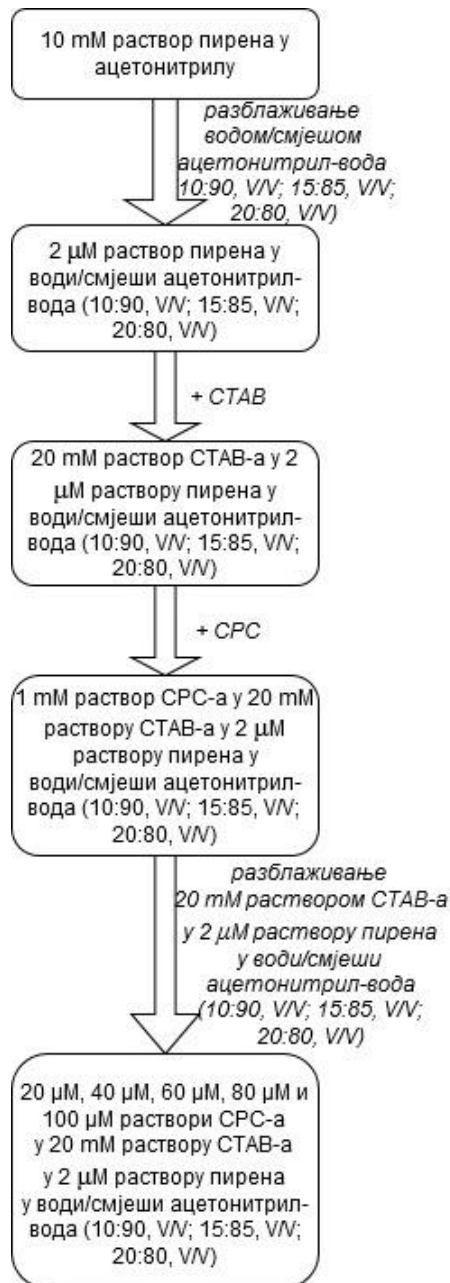 10 mM раствор пирена у
ацетонитрилу
разблаживање
водом/смјешом
ацетонитрил-вода
10:90, V/V; 15:85, V/V;
20:80, V/V)
2 μM раствор пирена у
води/смјеши ацетонитрил-
вода (10:90, V/V; 15:85, V/V;
20:80, V/V)
+ CTAB
20 mM раствор CTAB-а у 2
μM раствору пирена у
води/смјеши ацетонитрил-
вода (10:90, V/V; 15:85, V/V;
20:80, V/V)
+ CPC
1 mM раствор CPC-а у 20 mM
раствору CTAB-а у 2 μM
раствору пирена у
води/смјеши ацетонитрил-
вода (10:90, V/V; 15:85, V/V;
20:80, V/V)
разблаживање
20 mM раствором CTAB-а
у 2 μM раствору пирена
у води/смјеши
ацетонитрил-вода
(10:90, V/V; 15:85, V/V;
20:80, V/V)
20 μM, 40 μM, 60 μM, 80 μM и
100 μM раствори CPC-а
у 20 mM раствору CTAB-а
у 2 μM раствору пирена
у води/смјеши ацетонитрил-
вода (10:90, V/V; 15:85, V/V;
20:80, V/V)